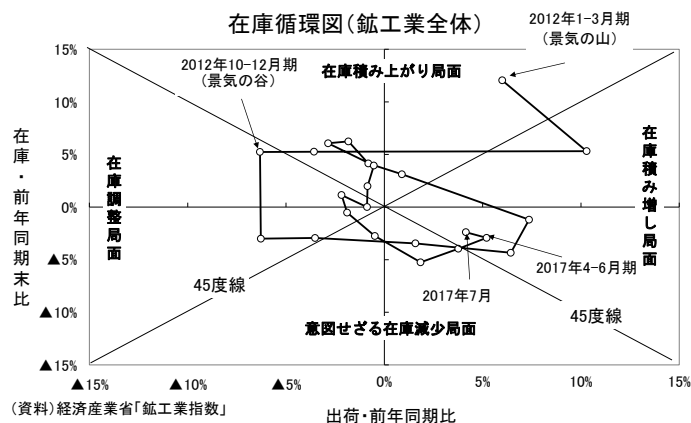 在庫循環図(鉱工業全体)
2012年1-3月期
(景気の山)
2012年10-12月期
(景気の谷)
在庫積み上がり局面
15%
10%
5%
0%
▲5%
▲10%
▲15%
在庫・前年同期末比
在庫調整局面
在庫積み増し局面
2017年4-6月期
2017年7月
45度線
45度線
意図せざる在庫減少局面
▲15%
▲10%
▲5%
0%
5%
10%
15%
(資料)経済産業省「鉱工業指数」
出荷・前年同期比